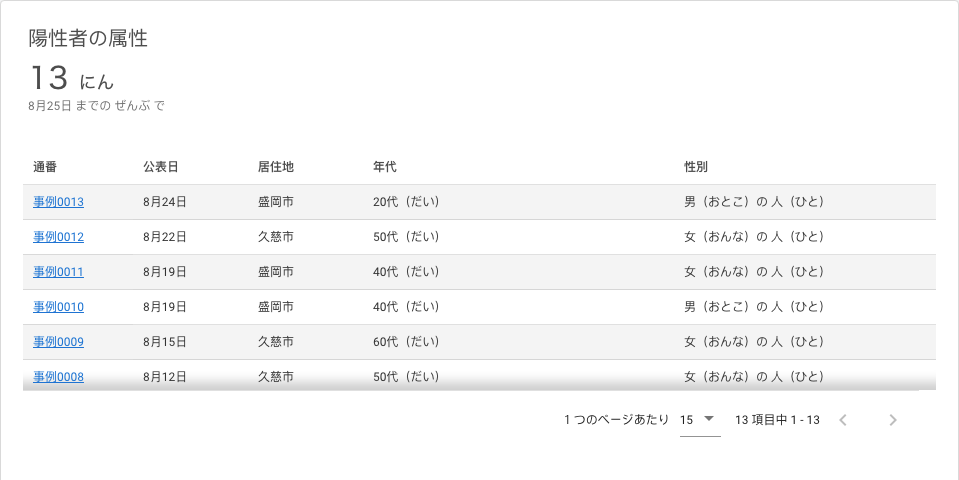 陽性者の属性
13 にん
8月25日 までの ぜんぶ で
通番 公表日 居住地 年代 性別
事例0013 8月24日 盛岡市 20代（だい） 男（おとこ）の 人（ひと）
事例0012 8月22日 久慈市 50代（だい） 女（おんな）の 人（ひと）
事例0011 8月19日 盛岡市 40代（だい） 女（おんな）の 人（ひと）
事例0010 8月19日 盛岡市 40代（だい） 男（おとこ）の 人（ひと）
事例0009 8月15日 久慈市 60代（だい） 女（おんな）の 人（ひと）
事例0008 8月12日 久慈市 50代（だい） 女（おんな）の 人（ひと）
1 つのページあたり 15 13 項目中 1 - 13